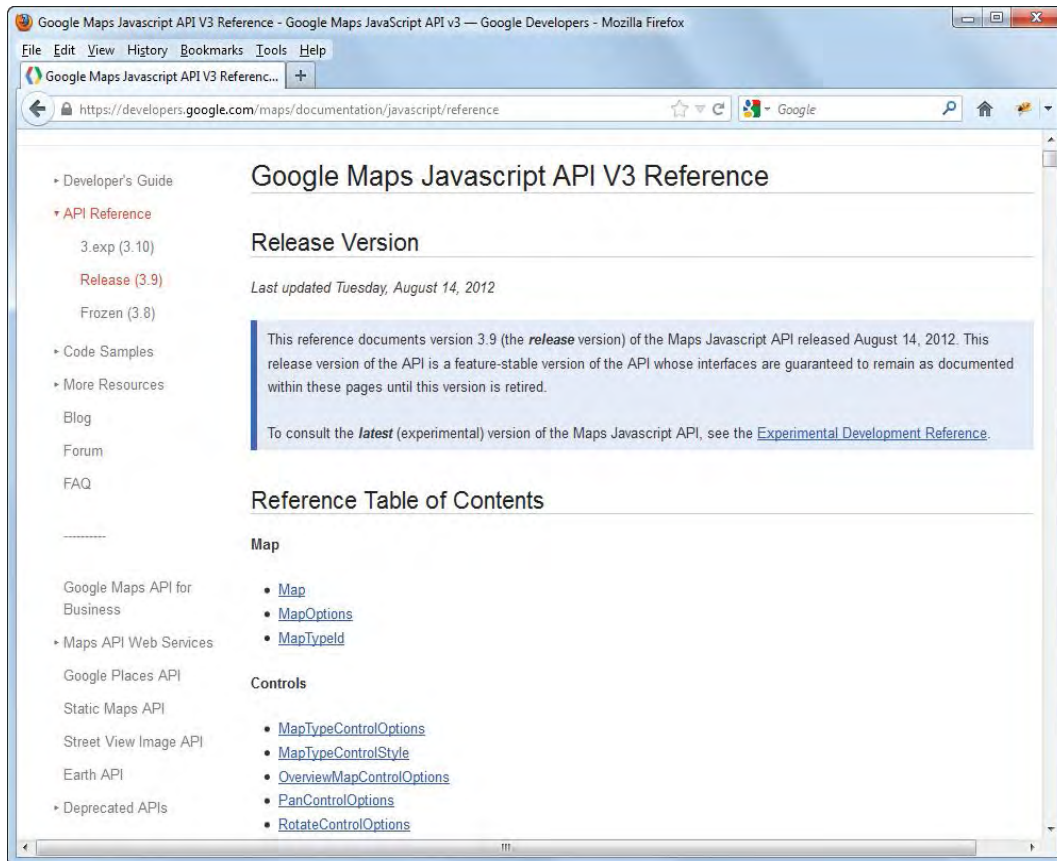 Google Maps Javascript API V3 Reference - Google Maps JavaScript API v3 — Google Developers - Mozilla Firefox
File Edit View History Bookmarks Tools Help
Google Maps Javascript API V3 Referenc... +
https://developers.google.com/maps/documentation/javascript/reference
Google
▸ Developer's Guide
▾ API Reference
3.exp (3.10)
Release (3.9)
Frozen (3.8)
▸ Code Samples
▸ More Resources
Blog
Forum
FAQ
----------
Google Maps API for
Business
▸ Maps API Web Services
Google Places API
Static Maps API
Street View Image API
Earth API
▸ Deprecated APIs
Google Maps Javascript API V3 Reference
Release Version
Last updated Tuesday, August 14, 2012
This reference documents version 3.9 (the release version) of the Maps Javascript API released August 14, 2012. This
release version of the API is a feature-stable version of the API whose interfaces are guaranteed to remain as documented
within these pages until this version is retired.
To consult the latest (experimental) version of the Maps Javascript API, see the Experimental Development Reference.
Reference Table of Contents
Map
• Map
• MapOptions
• MapTypeId
Controls
• MapTypeControlOptions
• MapTypeControlStyle
• OverviewMapControlOptions
• PanControlOptions
• RotateControlOptions